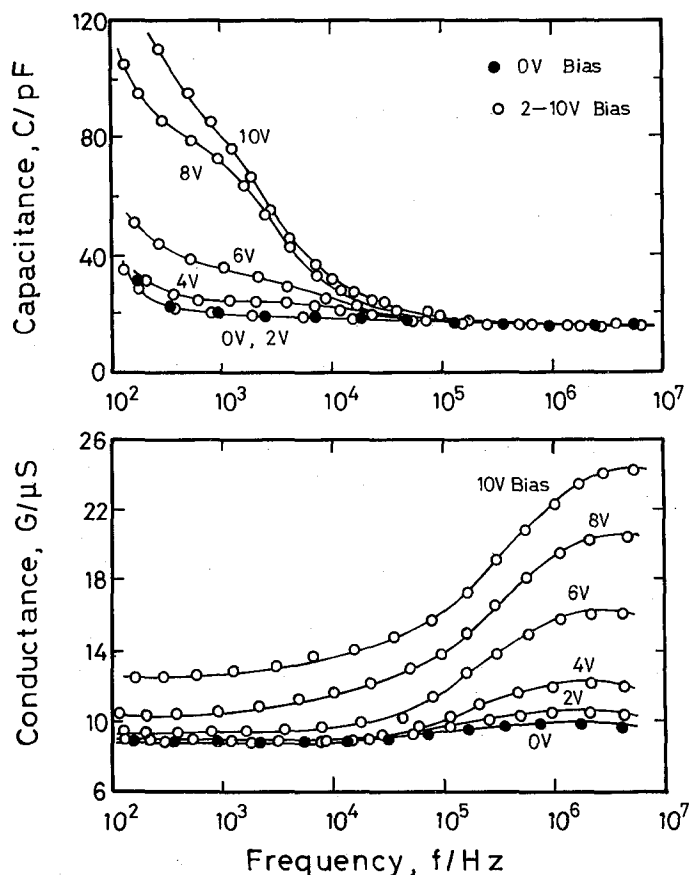 Capacitance, C/pF
120
80
40
0
● 0V Bias
○ 2-10V Bias
10V
8V
6V
4V
0V, 2V
10² 10³ 10⁴ 10⁵ 10⁶ 10⁷
Conductance, G/μS
26
22
18
14
10
6
10V Bias
8V
6V
4V
2V
0V
10² 10³ 10⁴ 10⁵ 10⁶ 10⁷
Frequency, f/Hz